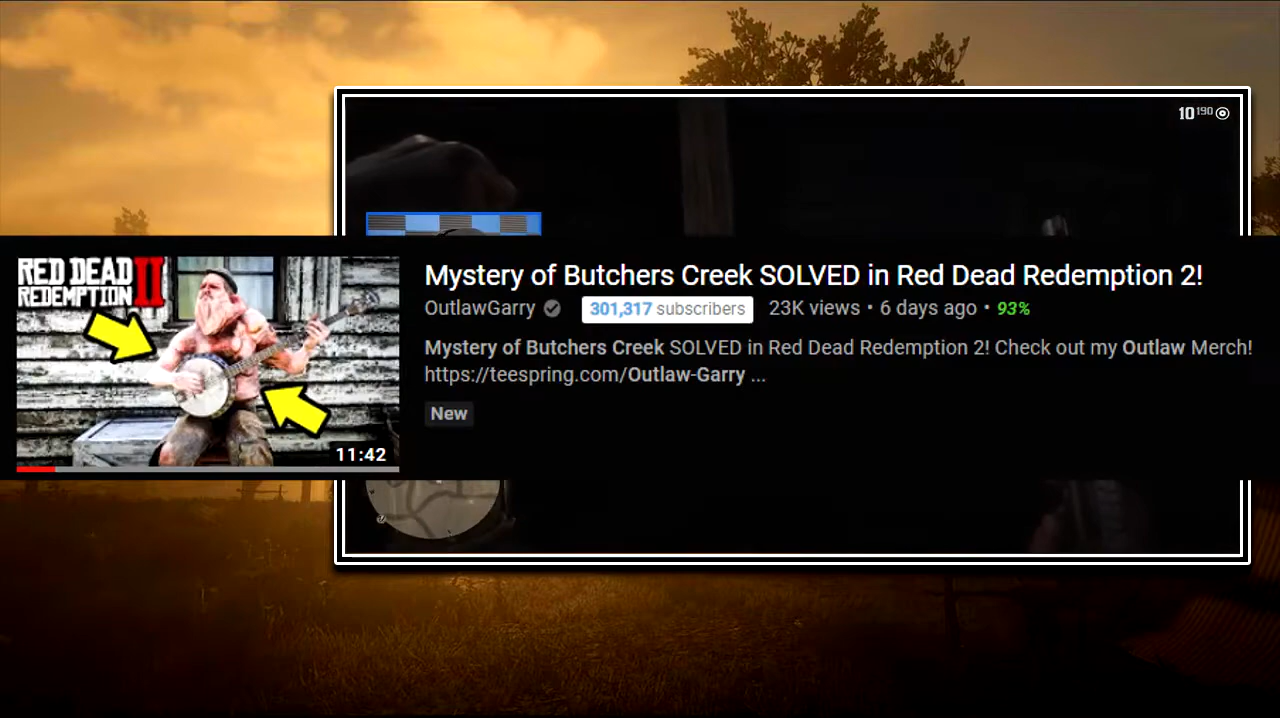 10 190
RED DEAD
REDEMPTION II
11:42
Mystery of Butchers Creek SOLVED in Red Dead Redemption 2!
OutlawGarry 301,317 subscribers 23K views • 6 days ago • 93%
Mystery of Butchers Creek SOLVED in Red Dead Redemption 2! Check out my Outlaw Merch!
https://teespring.com/Outlaw-Garry ...
New